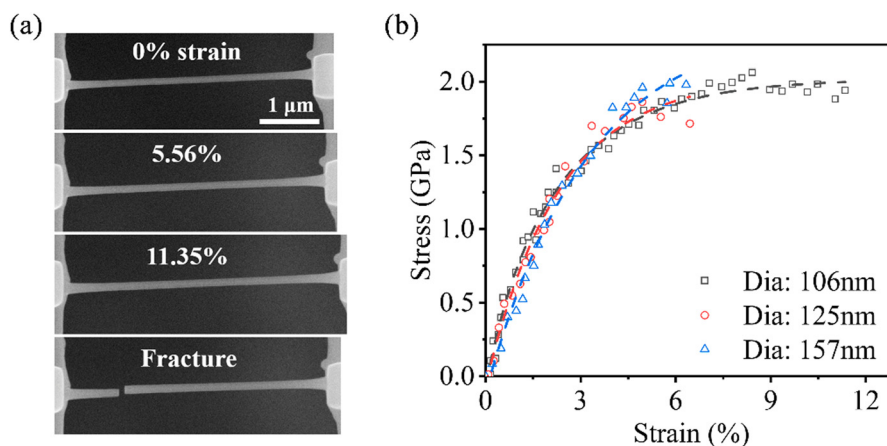 (a)
0% strain
1 μm
5.56%
11.35%
Fracture
(b)
Stress (GPa)
2.0
1.5
1.0
0.5
0.0
0 3 6 9 12
Strain (%)
Dia: 106nm
Dia: 125nm
Dia: 157nm